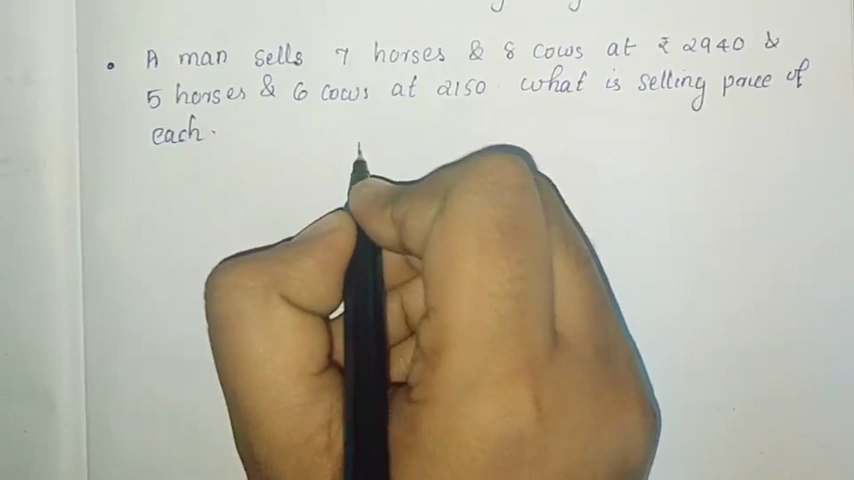 • A man sells 7 horses & 8 cows at ₹ 2940 &
5 horses & 6 cows at 2150 what is selling price of
each.